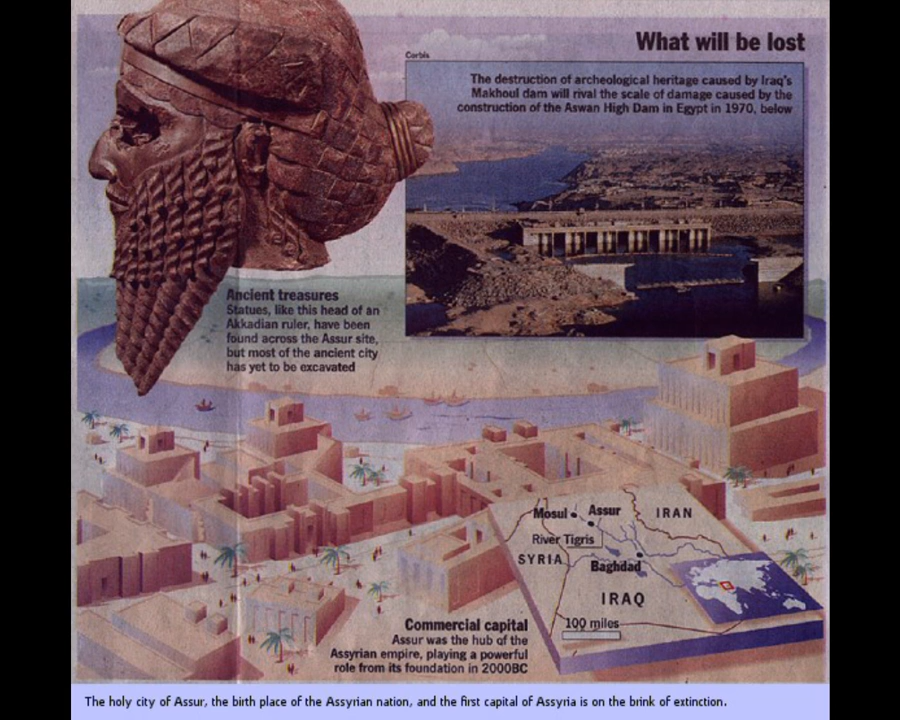 What will be lost
Corbis
The destruction of archeological heritage caused by Iraq's
Makhoul dam will rival the scale of damage caused by the
construction of the Aswan High Dam in Egypt in 1970, below
Ancient treasures
Statues, like this head of an
Akkadian ruler, have been
found across the Assur site,
but most of the ancient city
has yet to be excavated
Mosul
Assur
IRAN
River Tigris
SYRIA
Baghdad
IRAQ
100 miles
Commercial capital
Assur was the hub of the
Assyrian empire, playing a powerful
role from its foundation in 2000BC
The holy city of Assur, the birth place of the Assyrian nation, and the first capital of Assyria is on the brink of extinction.